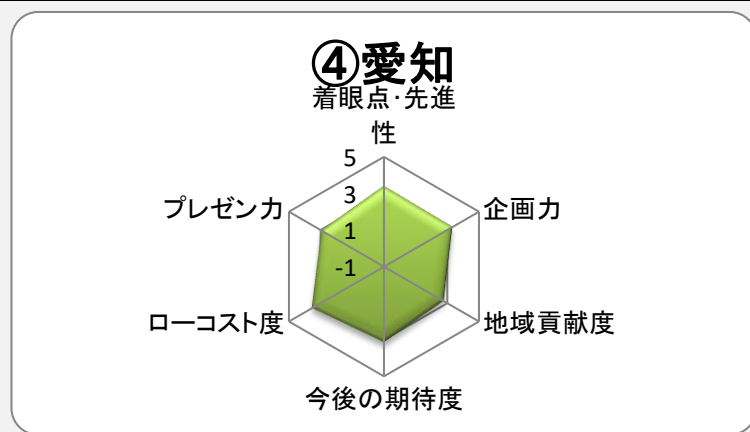 ④愛知
着眼点･先進
性
5
3
1
-1
プレゼン力
企画力
ローコスト度
地域貢献度
今後の期待度